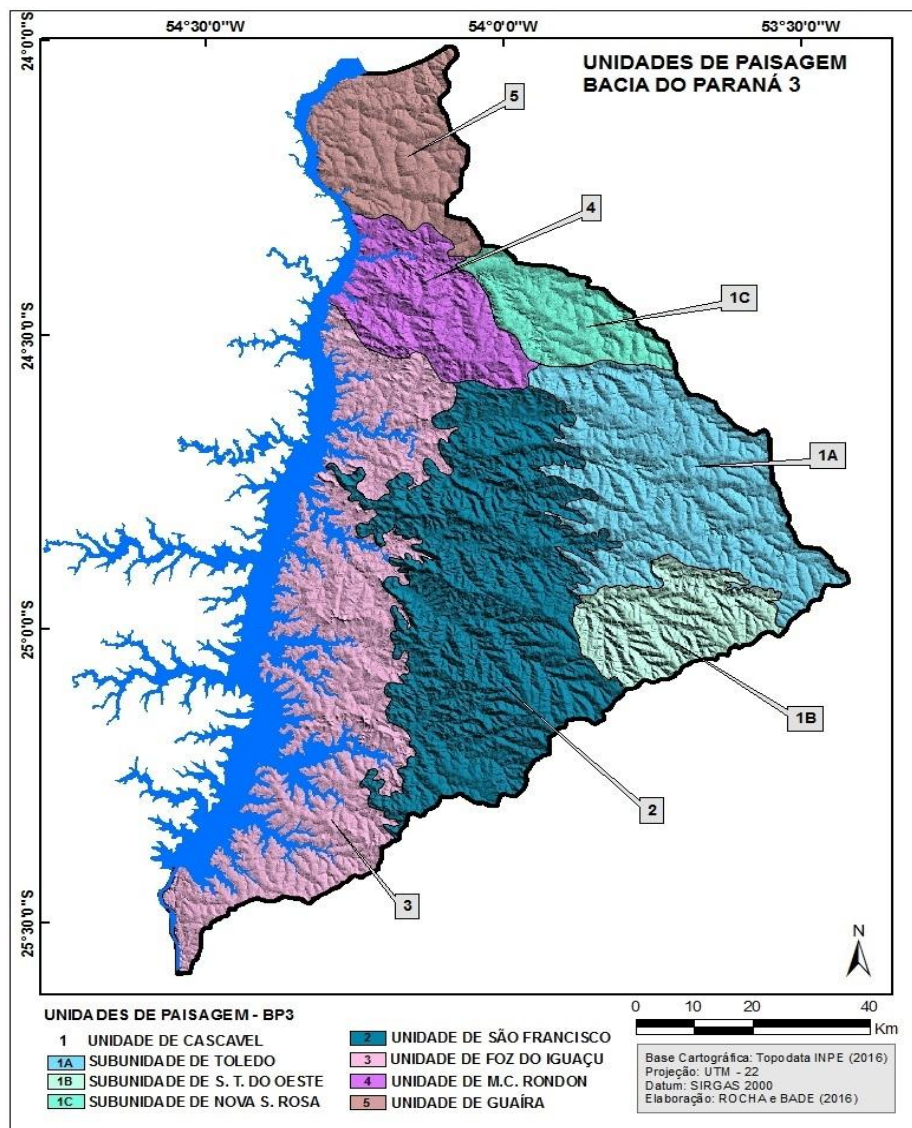 54°30'0"W 54°0'0"W 53°30'0"W
24°0'0"S
24°30'0"S
25°0'0"S
25°30'0"S
UNIDADES DE PAISAGEM
BACIA DO PARANÁ 3
5
4
1C
1A
1B
2
3
N
UNIDADES DE PAISAGEM - BP3
1 UNIDADE DE CASCAVEL
1A SUBUNIDADE DE TOLEDO
1B SUBUNIDADE DE S. T. DO OESTE
1C SUBUNIDADE DE NOVA S. ROSA
2 UNIDADE DE SÃO FRANCISCO
3 UNIDADE DE FOZ DO IGUAÇU
4 UNIDADE DE M.C. RONDON
5 UNIDADE DE GUAÍRA
0 10 20 40
Km
Base Cartográfica: Topodata INPE (2016)
Projeção: UTM - 22
Datum: SIRGAS 2000
Elaboração: ROCHA e BADE (2016)